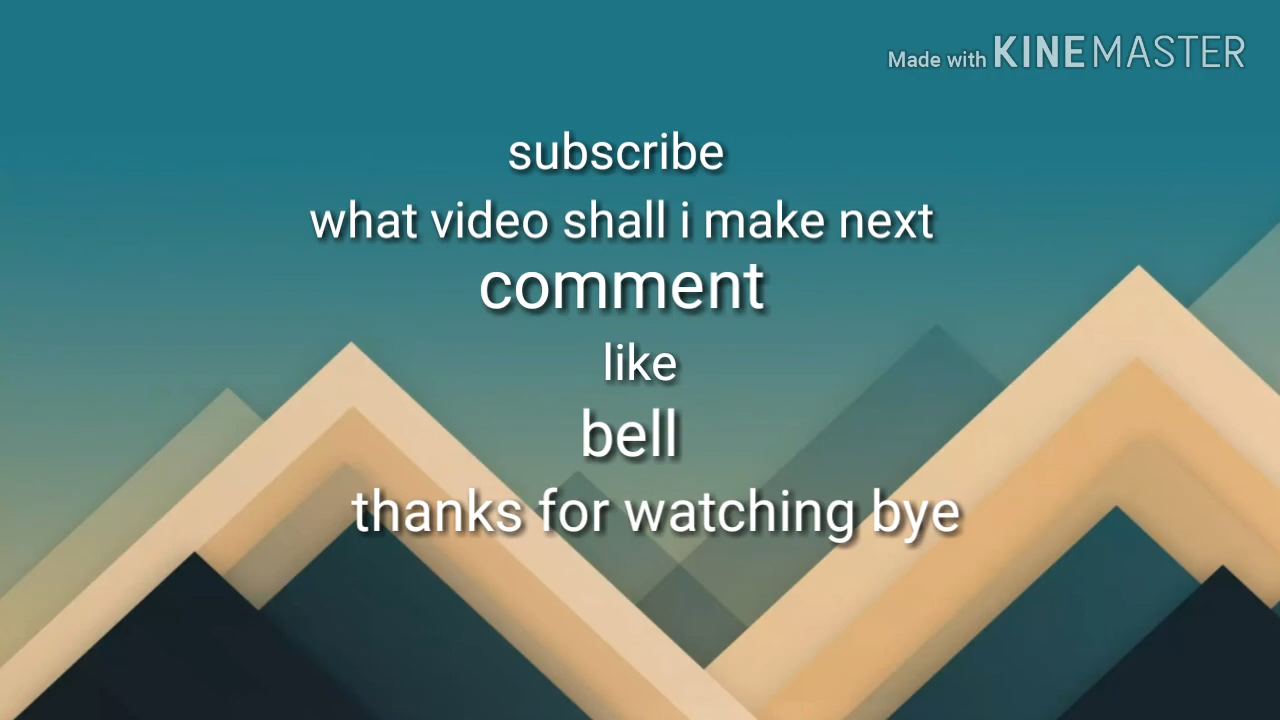 Made with KINEMASTER
subscribe
what video shall i make next
comment
like
bell
thanks for watching bye